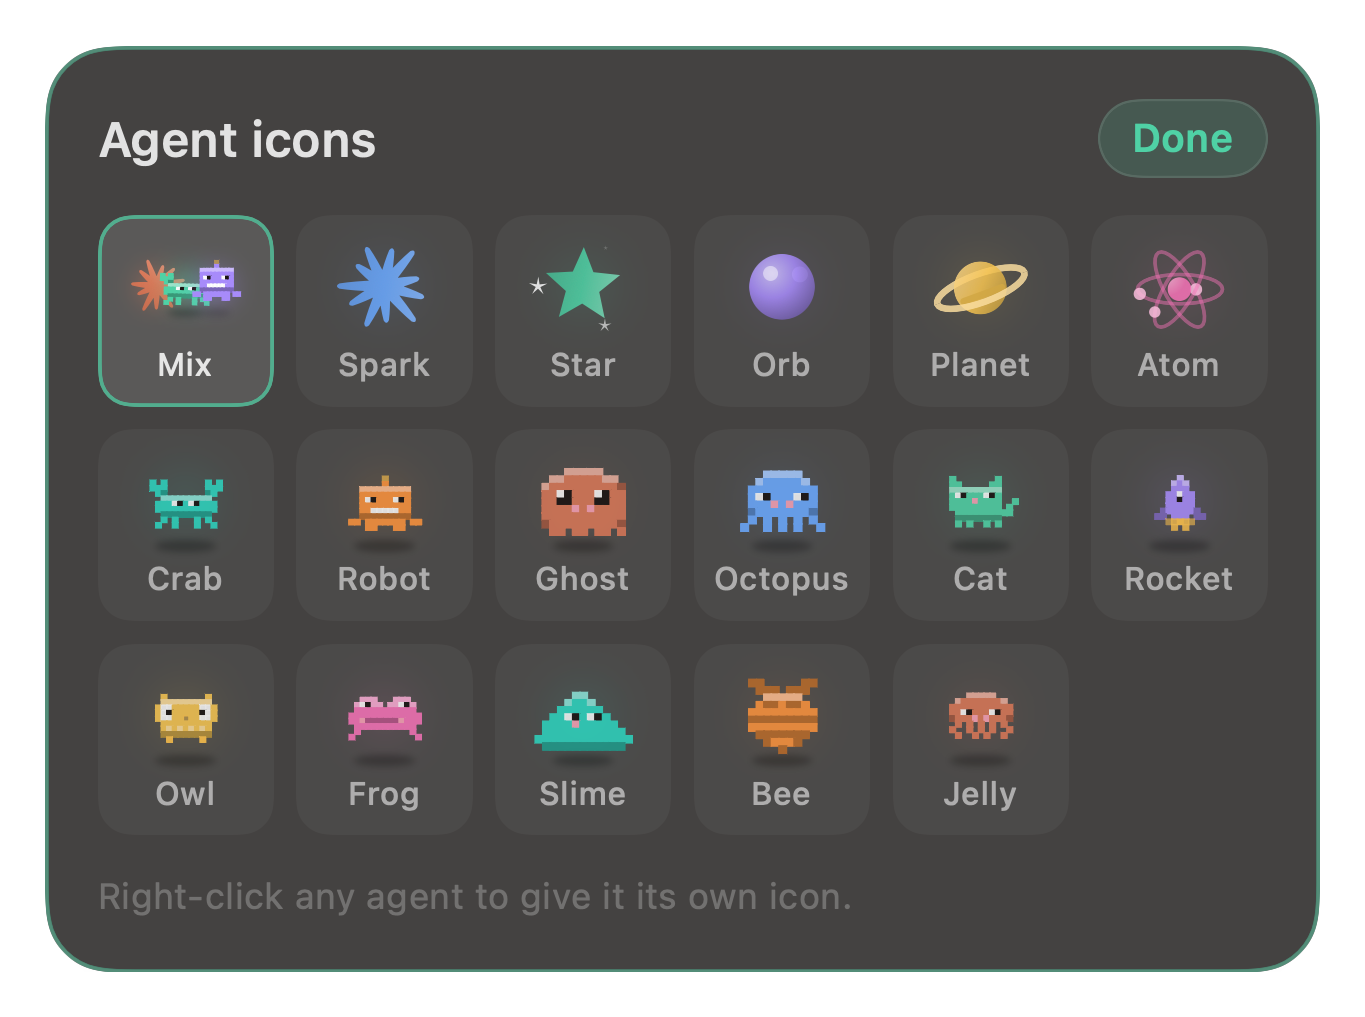 Agent icons
Done
Mix
Spark
Star
Orb
Planet
Atom
Crab
Robot
Ghost
Octopus
Cat
Rocket
Owl
Frog
Slime
Bee
Jelly
Right-click any agent to give it its own icon.